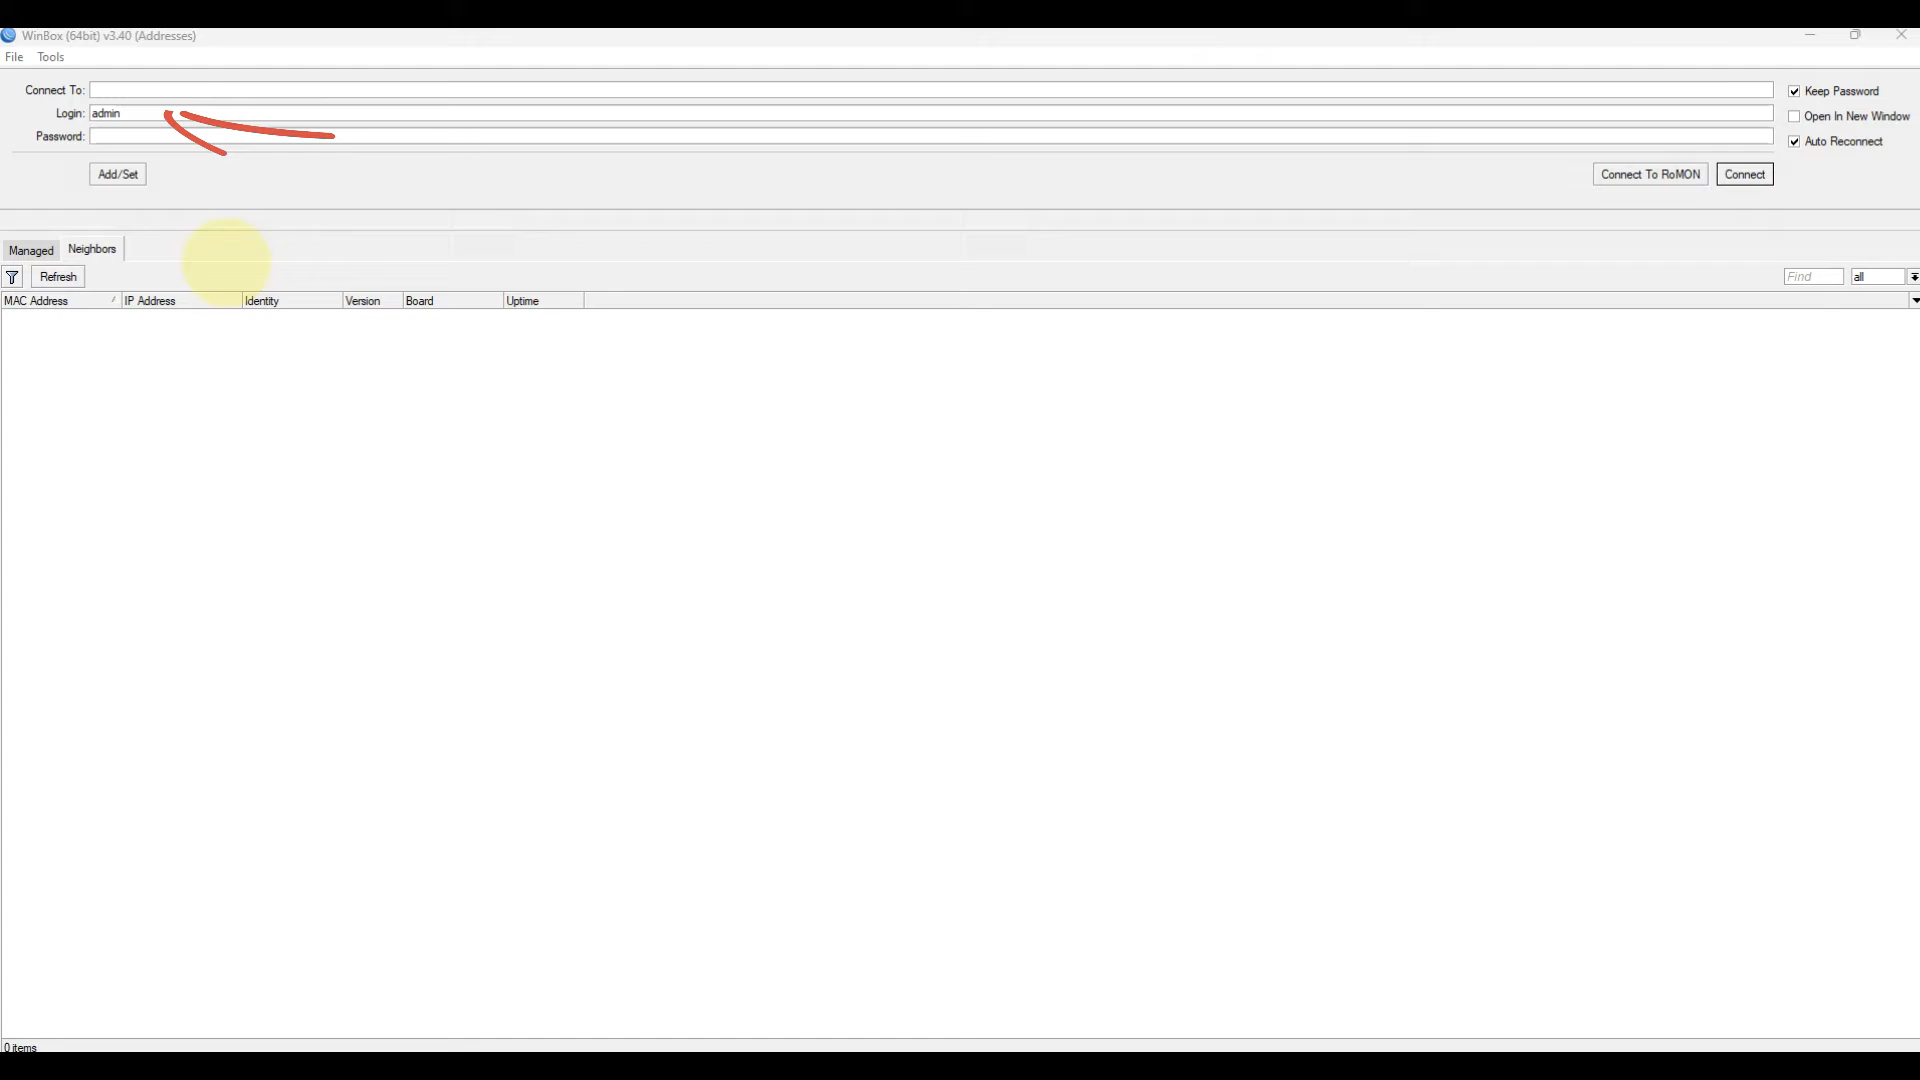 WinBox (64bit) v3.40 (Addresses)
File Tools
Connect To:
Login: admin
Password:
Keep Password
Open In New Window
Auto Reconnect
Add/Set
Connect To RoMON
Connect
Managed Neighbors
Refresh
Find
all
MAC Address IP Address Identity Version Board Uptime
0 items